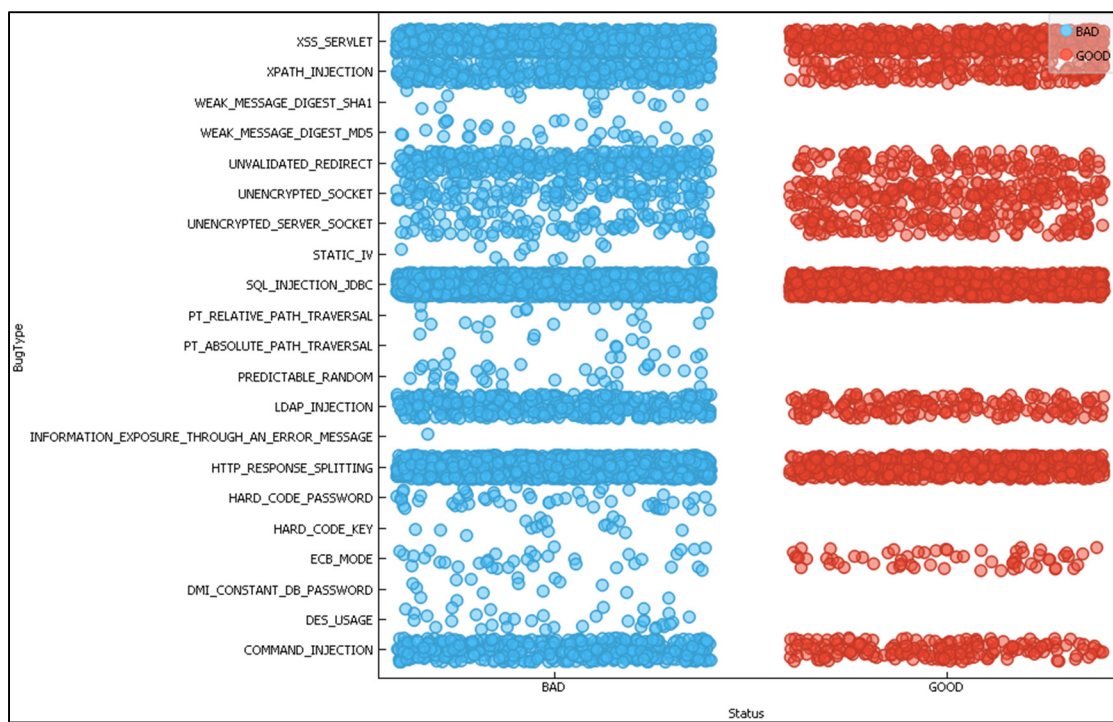 XSS_SERVLET
XPATH_INJECTION
WEAK_MESSAGE_DIGEST_SHA1
WEAK_MESSAGE_DIGEST_MD5
UNVALIDATED_REDIRECT
UNENCRYPTED_SOCKET
UNENCRYPTED_SERVER_SOCKET
STATIC_IV
SQL_INJECTION_JDBC
PT_RELATIVE_PATH_TRAVERSAL
PT_ABSOLUTE_PATH_TRAVERSAL
PREDICTABLE_RANDOM
LDAP_INJECTION
INFORMATION_EXPOSURE_THROUGH_AN_ERROR_MESSAGE
HTTP_RESPONSE_SPLITTING
HARD_CODE_PASSWORD
HARD_CODE_KEY
ECB_MODE
DMI_CONSTANT_DB_PASSWORD
DES_USAGE
COMMAND_INJECTION
BugType
BAD
GOOD
BAD
GOOD
Status